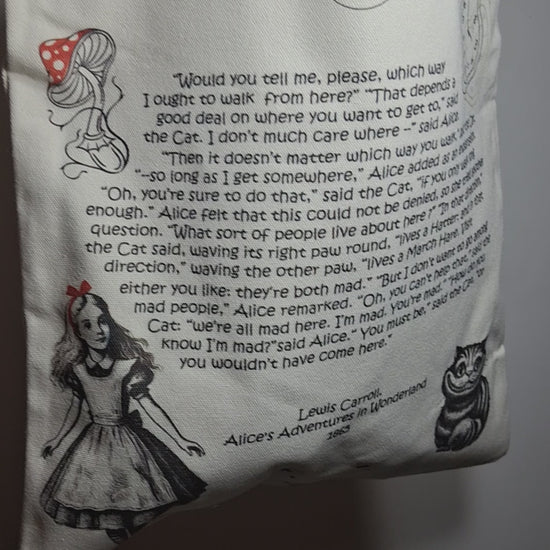 "Would you tell me, please, which way
I ought to walk from here?" "That depends a
good deal on where you want to get to," said
the Cat. I don't much care where --" said Alice.
"Then it doesn't matter which way you walk,"
"--so long as I get somewhere," Alice added as an
"Oh, you're sure to do that," said the Cat, "if you only walk long
enough." Alice felt that this could not be denied, so she tried another
question. "What sort of people live about here?" "In that direction,"
the Cat said, waving its right paw round, "lives a Hatter: and in that
direction," waving the other paw, "lives a March Hare. Visit
either you like: they're both mad." "But I don't want to go among
mad people," Alice remarked. "Oh, you can't help that," said the
Cat: "we're all mad here. I'm mad. You're mad." "How do you
know I'm mad?"said Alice." You must be," said the Cat, "or
you wouldn't have come here."
Lewis Carroll.
Alice's Adventures in Wonderland
1865